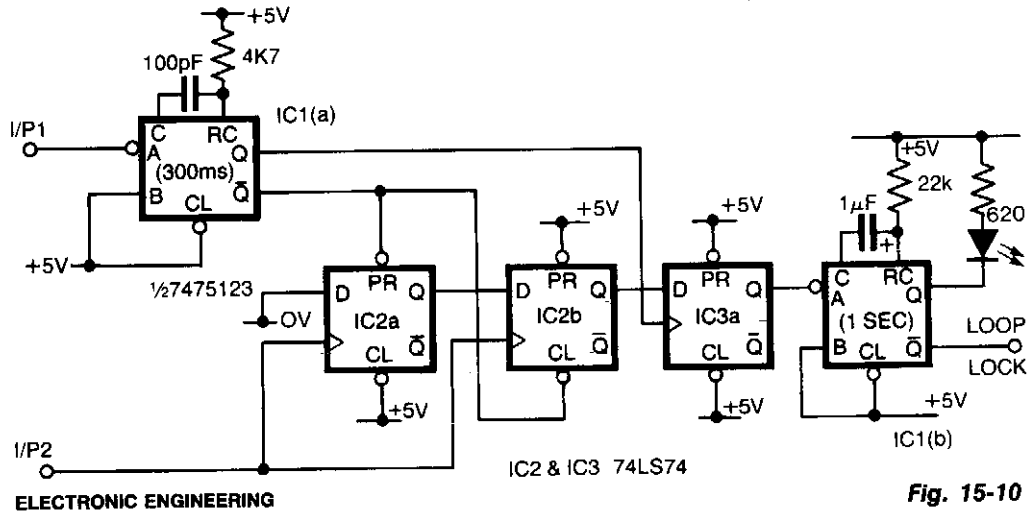 +5V
4K7
100pF
IC1(a)
I/P1
C
RC
A
Q
(300ms)
B
Q̅
CL
+5V
½7475123
+5V
22k
620
1µF
+
+5V
+5V
D
PR
Q
0V
IC2a
Q̅
CL
+5V
D
PR
Q
IC2b
Q̅
CL
D
PR
Q
IC3a
Q̅
CL
+5V
C
RC
A
Q
(1 SEC)
B
Q̅
CL
LOOP
LOCK
+5V
IC1(b)
I/P2
IC2 & IC3 74LS74
ELECTRONIC ENGINEERING
Fig. 15-10